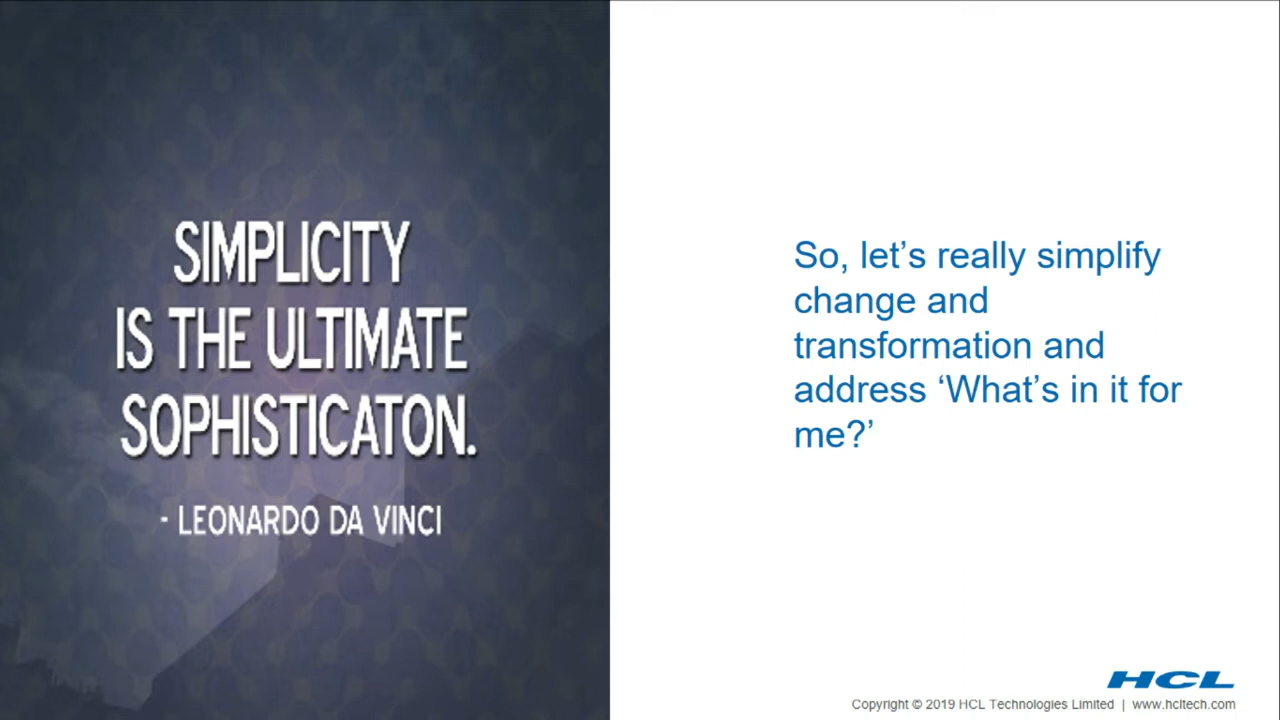 SIMPLICITY
IS THE ULTIMATE
SOPHISTICATON.
- LEONARDO DA VINCI
So, let’s really simplify
change and
transformation and
address ‘What’s in it for
me?’
HCL
Copyright © 2019 HCL Technologies Limited | www.hcltech.com